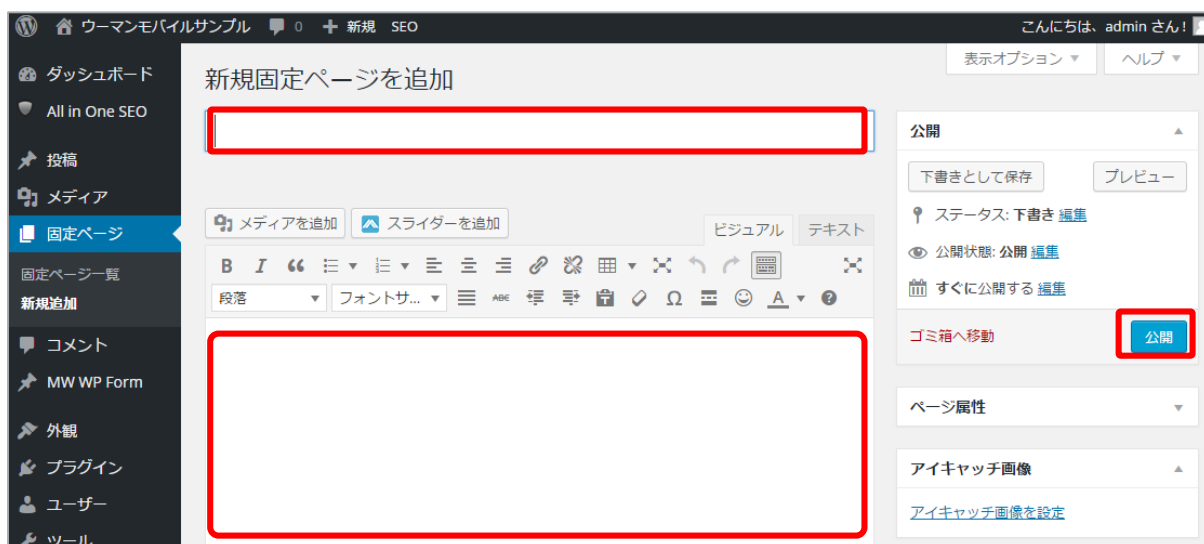 ウーマンモバイルサンプル 0 + 新規 SEO こんにちは、admin さん!
ダッシュボード
All in One SEO
投稿
メディア
固定ページ
固定ページ一覧
新規追加
コメント
MW WP Form
外観
プラグイン
ユーザー
ツール
表示オプション ▼ ヘルプ ▼
新規固定ページを追加
メディアを追加 スライダーを追加
ビジュアル テキスト
B I
段落 ▼ フォントサ... ▼ ABC Ω A ▼
公開
下書きとして保存 プレビュー
ステータス: 下書き 編集
公開状態: 公開 編集
すぐに公開する 編集
ゴミ箱へ移動 公開
ページ属性
アイキャッチ画像
アイキャッチ画像を設定